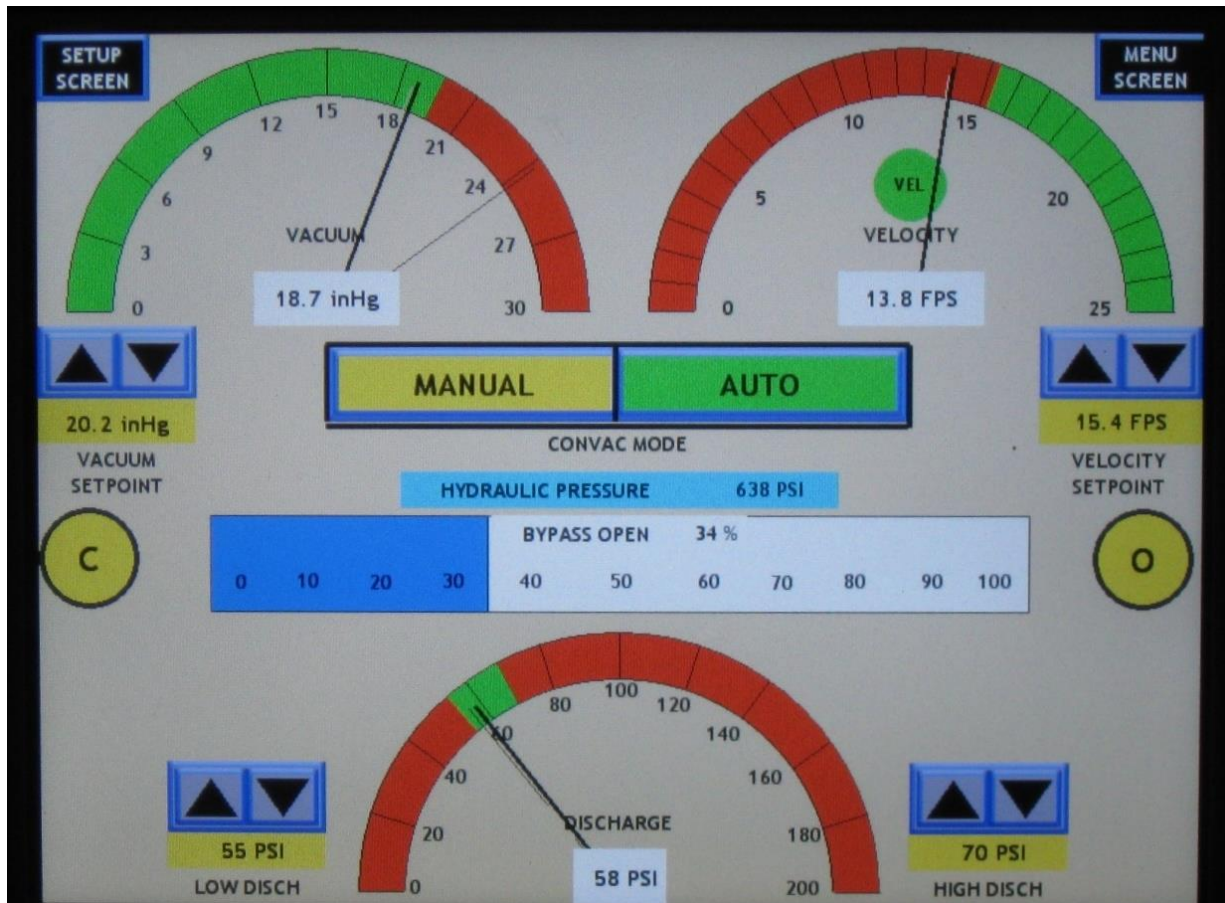 SETUP
SCREEN
MENU
SCREEN
0
3
6
9
12
15
18
21
24
27
30
VACUUM
18.7 inHg
0
5
10
15
20
25
VEL
VELOCITY
13.8 FPS
20.2 inHg
VACUUM
SETPOINT
MANUAL
AUTO
CONVAC MODE
15.4 FPS
VELOCITY
SETPOINT
HYDRAULIC PRESSURE 638 PSI
C
BYPASS OPEN 34 %
0 10 20 30 40 50 60 70 80 90 100
O
0
20
40
60
80
100
120
140
160
180
200
DISCHARGE
58 PSI
55 PSI
LOW DISCH
70 PSI
HIGH DISCH